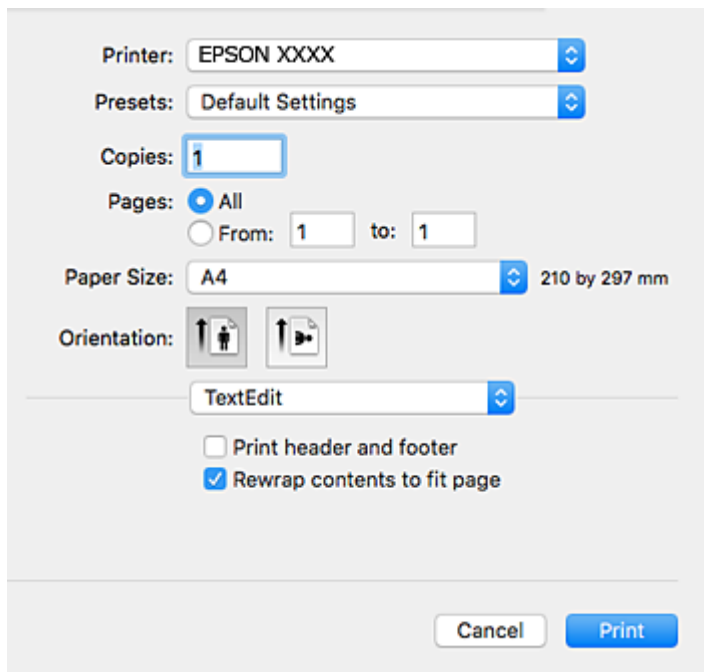 Printer: EPSON XXXX
Presets: Default Settings
Copies: 1
Pages: All
From: 1 to: 1
Paper Size: A4 210 by 297 mm
Orientation:
TextEdit
Print header and footer
Rewrap contents to fit page
Cancel Print